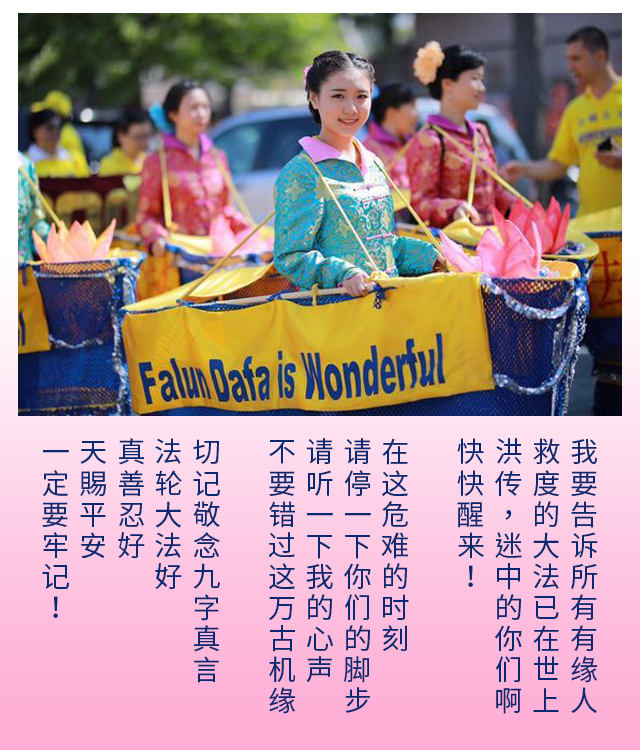 Falun Dafa is Wonderful
我要告诉所有有缘人
救度的大法已在世上
洪传，迷中的你们啊
快快醒来！
在这危难的时刻
请停一下你们的脚步
请听一下我的心声
不要错过这万古机缘
切记敬念九字真言
法轮大法好
真善忍好
天賜平安
一定要牢记！